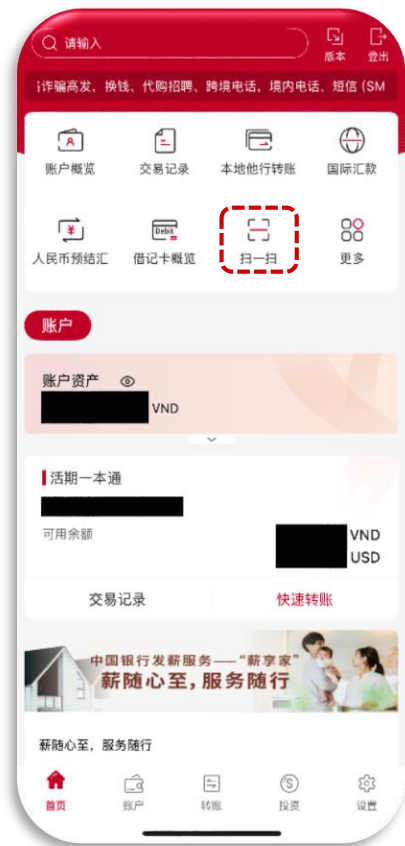 请输入
版本 登出
诈骗高发，换钱、代购招聘、跨境电话，境内电话、短信 (SM
账户概览 交易记录 本地他行转账 国际汇款
¥ Debit
人民币预结汇 借记卡概览 扫一扫 更多
账户
账户资产
VND
活期一本通
可用余额 VND
USD
交易记录 快速转账
中国银行发薪服务——“薪享家”
薪随心至，服务随行
薪随心至，服务随行
首页 账户 转账 投资 设置